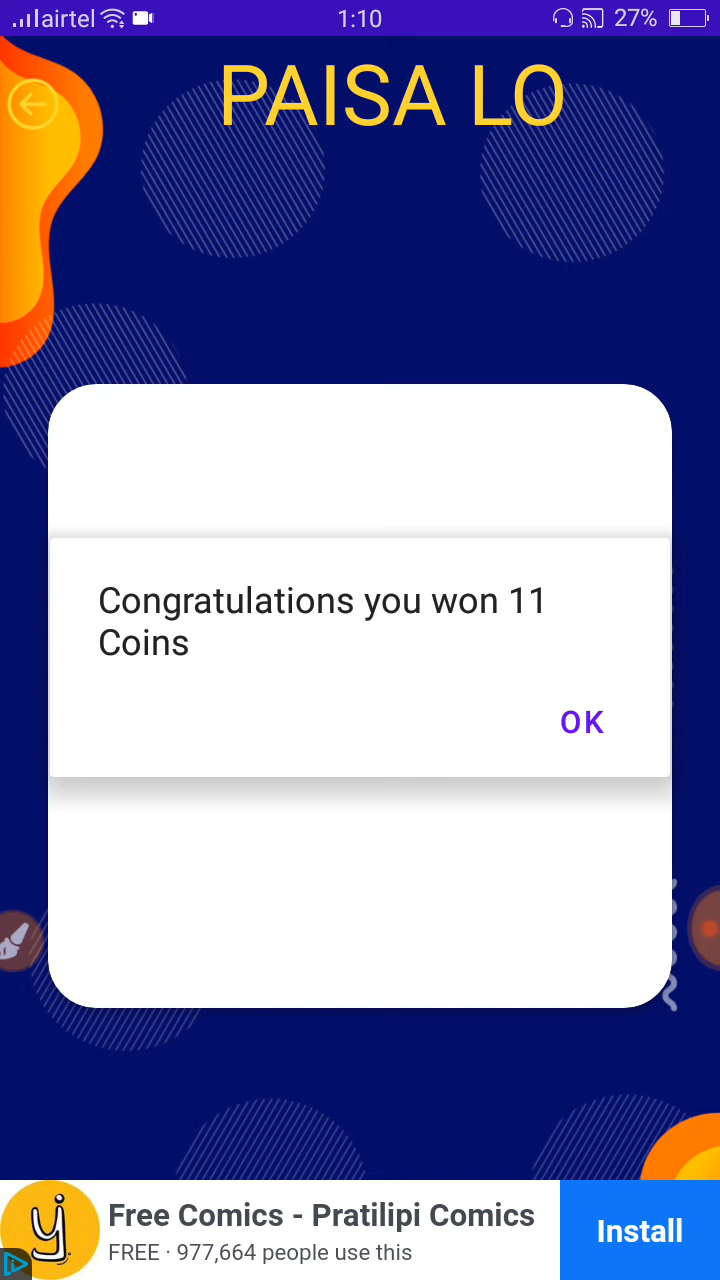 airtel 1:10 27%
PAISA LO
Congratulations you won 11
Coins
OK
Free Comics - Pratilipi Comics
FREE · 977,664 people use this
Install